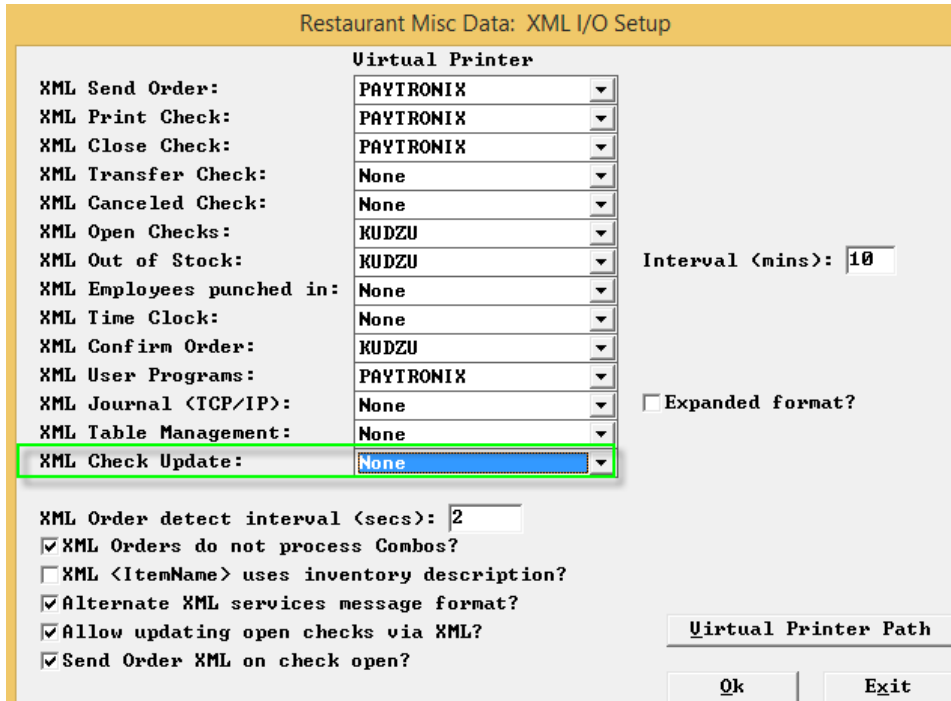 Restaurant Misc Data: XML I/O Setup
Virtual Printer
XML Send Order: PAYTRONIX
XML Print Check: PAYTRONIX
XML Close Check: PAYTRONIX
XML Transfer Check: None
XML Canceled Check: None
XML Open Checks: KUDZU
XML Out of Stock: KUDZU Interval (mins): 10
XML Employees punched in: None
XML Time Clock: None
XML Confirm Order: KUDZU
XML User Programs: PAYTRONIX
XML Journal (TCP/IP): None Expanded format?
XML Table Management: None
XML Check Update: None
XML Order detect interval (secs): 2
XML Orders do not process Combos?
XML <ItemName> uses inventory description?
Alternate XML services message format?
Allow updating open checks via XML? Virtual Printer Path
Send Order XML on check open?
Ok Exit